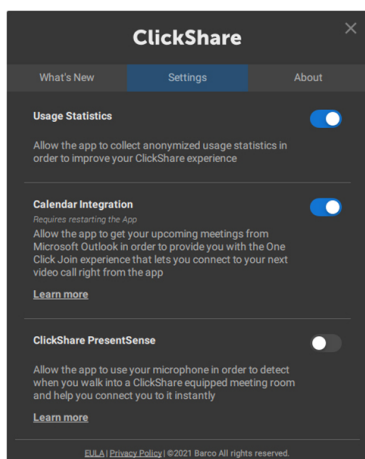 ClickShare
What's New
Settings
About
Usage Statistics
Allow the app to collect anonymized usage statistics in
order to improve your ClickShare experience
Calendar Integration
Requires restarting the App
Allow the app to get your upcoming meetings from
Microsoft Outlook in order to provide you with the One
Click Join experience that lets you connect to your next
video call right from the app
Learn more
ClickShare PresentSense
Allow the app to use your microphone in order to detect
when you walk into a ClickShare equipped meeting room
and help you connect you to it instantly
Learn more
EULA | Privacy Policy | ©2021 Barco All rights reserved.